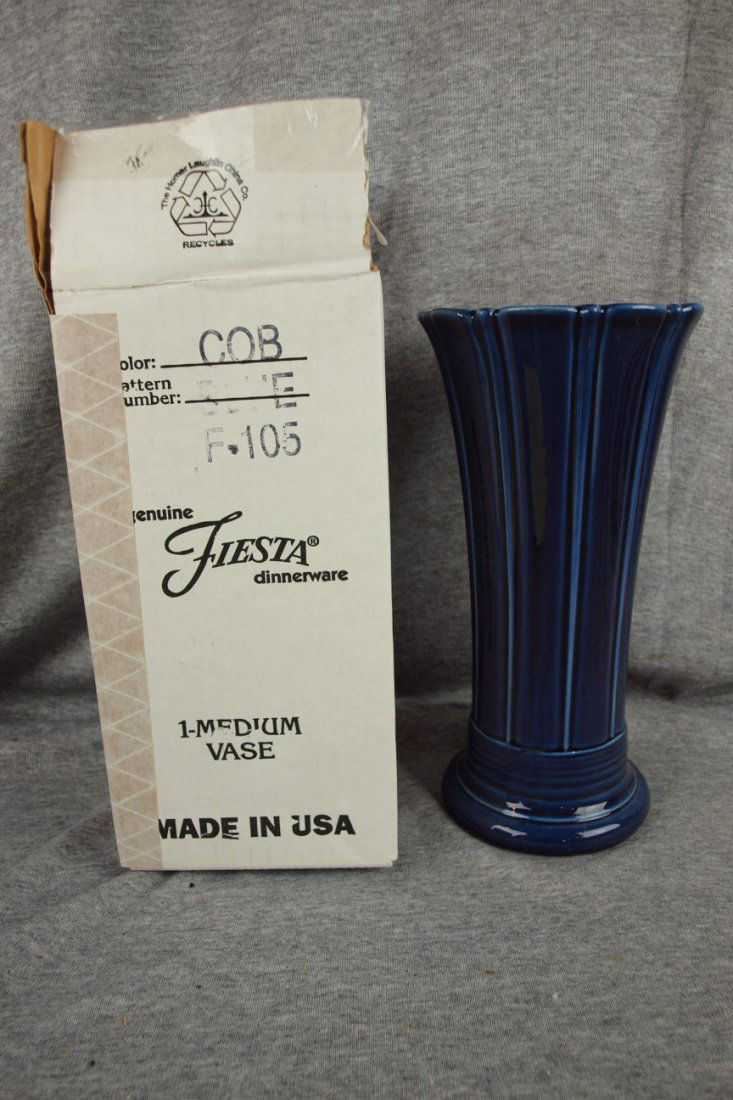 The Homer Laughlin China Co.
RECYCLES
olor: COB
attern
umber:
F-105
genuine
FIESTA®
dinnerware
1-MEDIUM
VASE
MADE IN USA